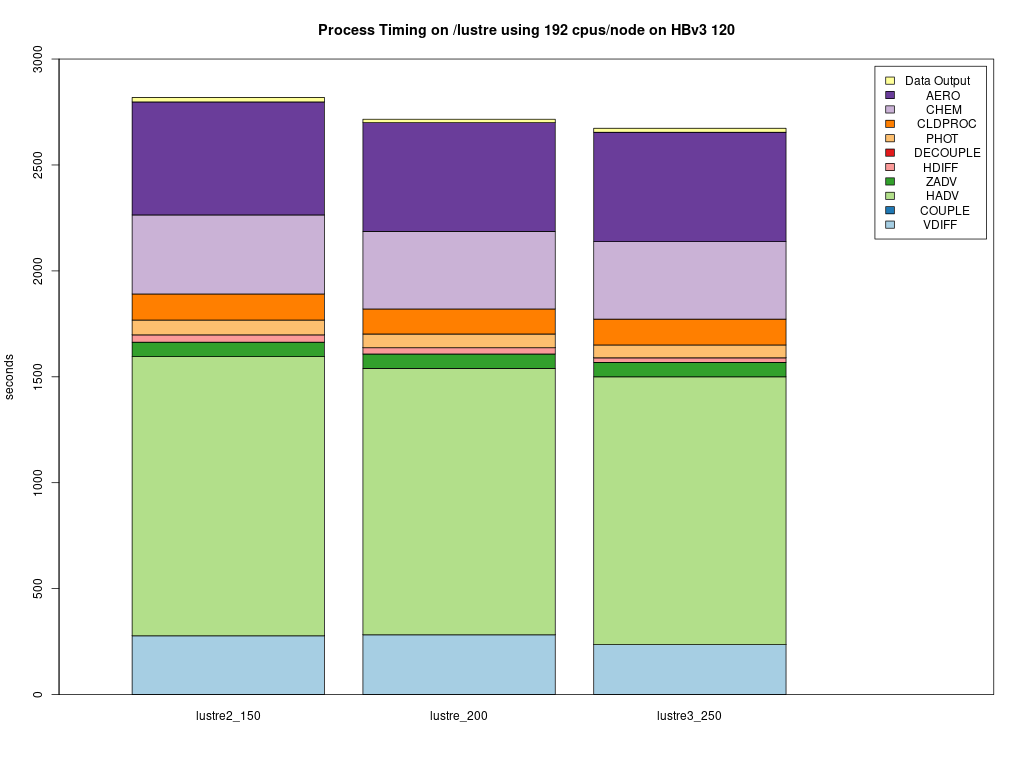 Process Timing on /lustre using 192 cpus/node on HBv3 120
3000
2500
2000
1500
1000
500
0
seconds
Data Output
AERO
CHEM
CLDPROC
PHOT
DECOUPLE
HDIFF
ZADV
HADV
COUPLE
VDIFF
lustre2_150
lustre_200
lustre3_250